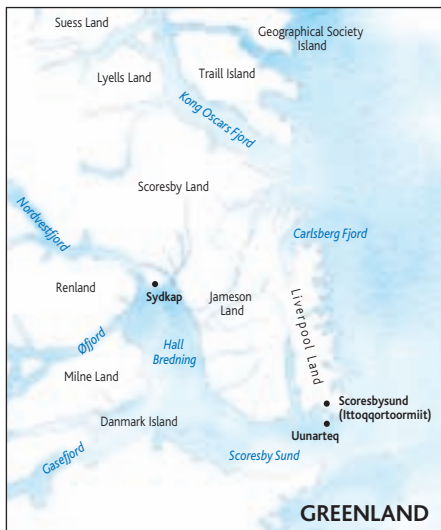 Suess Land
Geographical Society
Island
Lyells Land
Traill Island
Kong Oscars Fjord
Scoresby Land
Nordvestfjord
Carlsberg Fjord
Renland
Sydkap
Jameson
Land
Liverpool Land
Øfjord
Hall
Bredning
Milne Land
Scoresbysund
(Ittoqqortoormiit)
Danmark Island
Uunarteq
Gasefjord
Scoresby Sund
GREENLAND